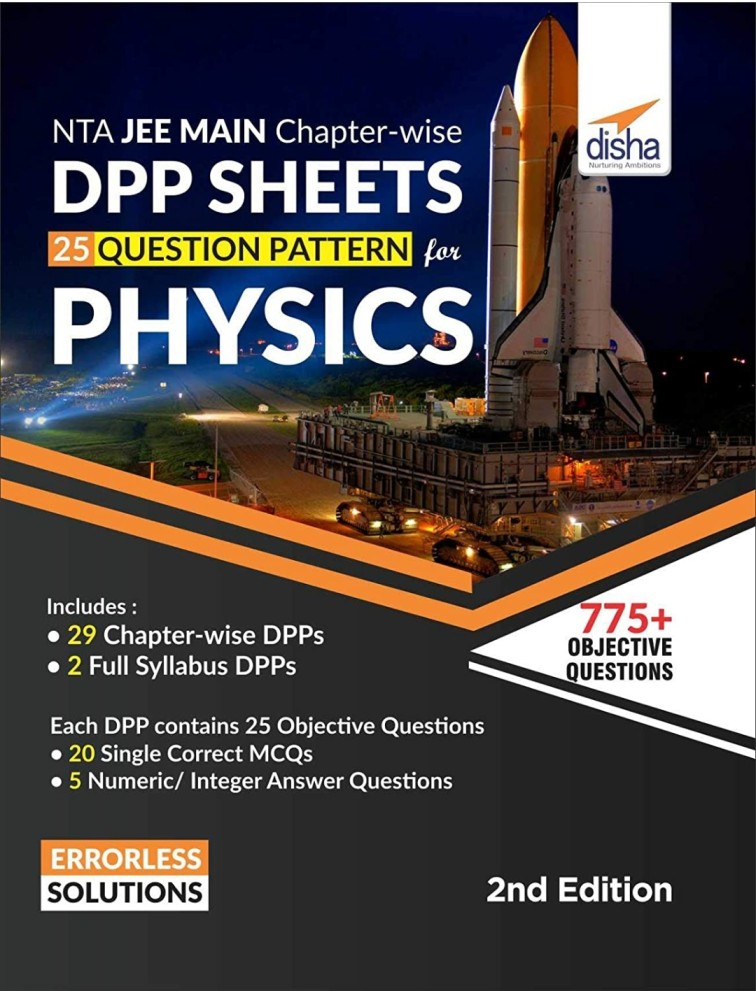 disha
Nurturing Ambitions
NTA JEE MAIN Chapter-wise
DPP SHEETS
25 QUESTION PATTERN for
PHYSICS
Includes :
• 29 Chapter-wise DPPs
• 2 Full Syllabus DPPs
775+
OBJECTIVE
QUESTIONS
Each DPP contains 25 Objective Questions
• 20 Single Correct MCQs
• 5 Numeric/ Integer Answer Questions
ERRORLESS
SOLUTIONS
2nd Edition